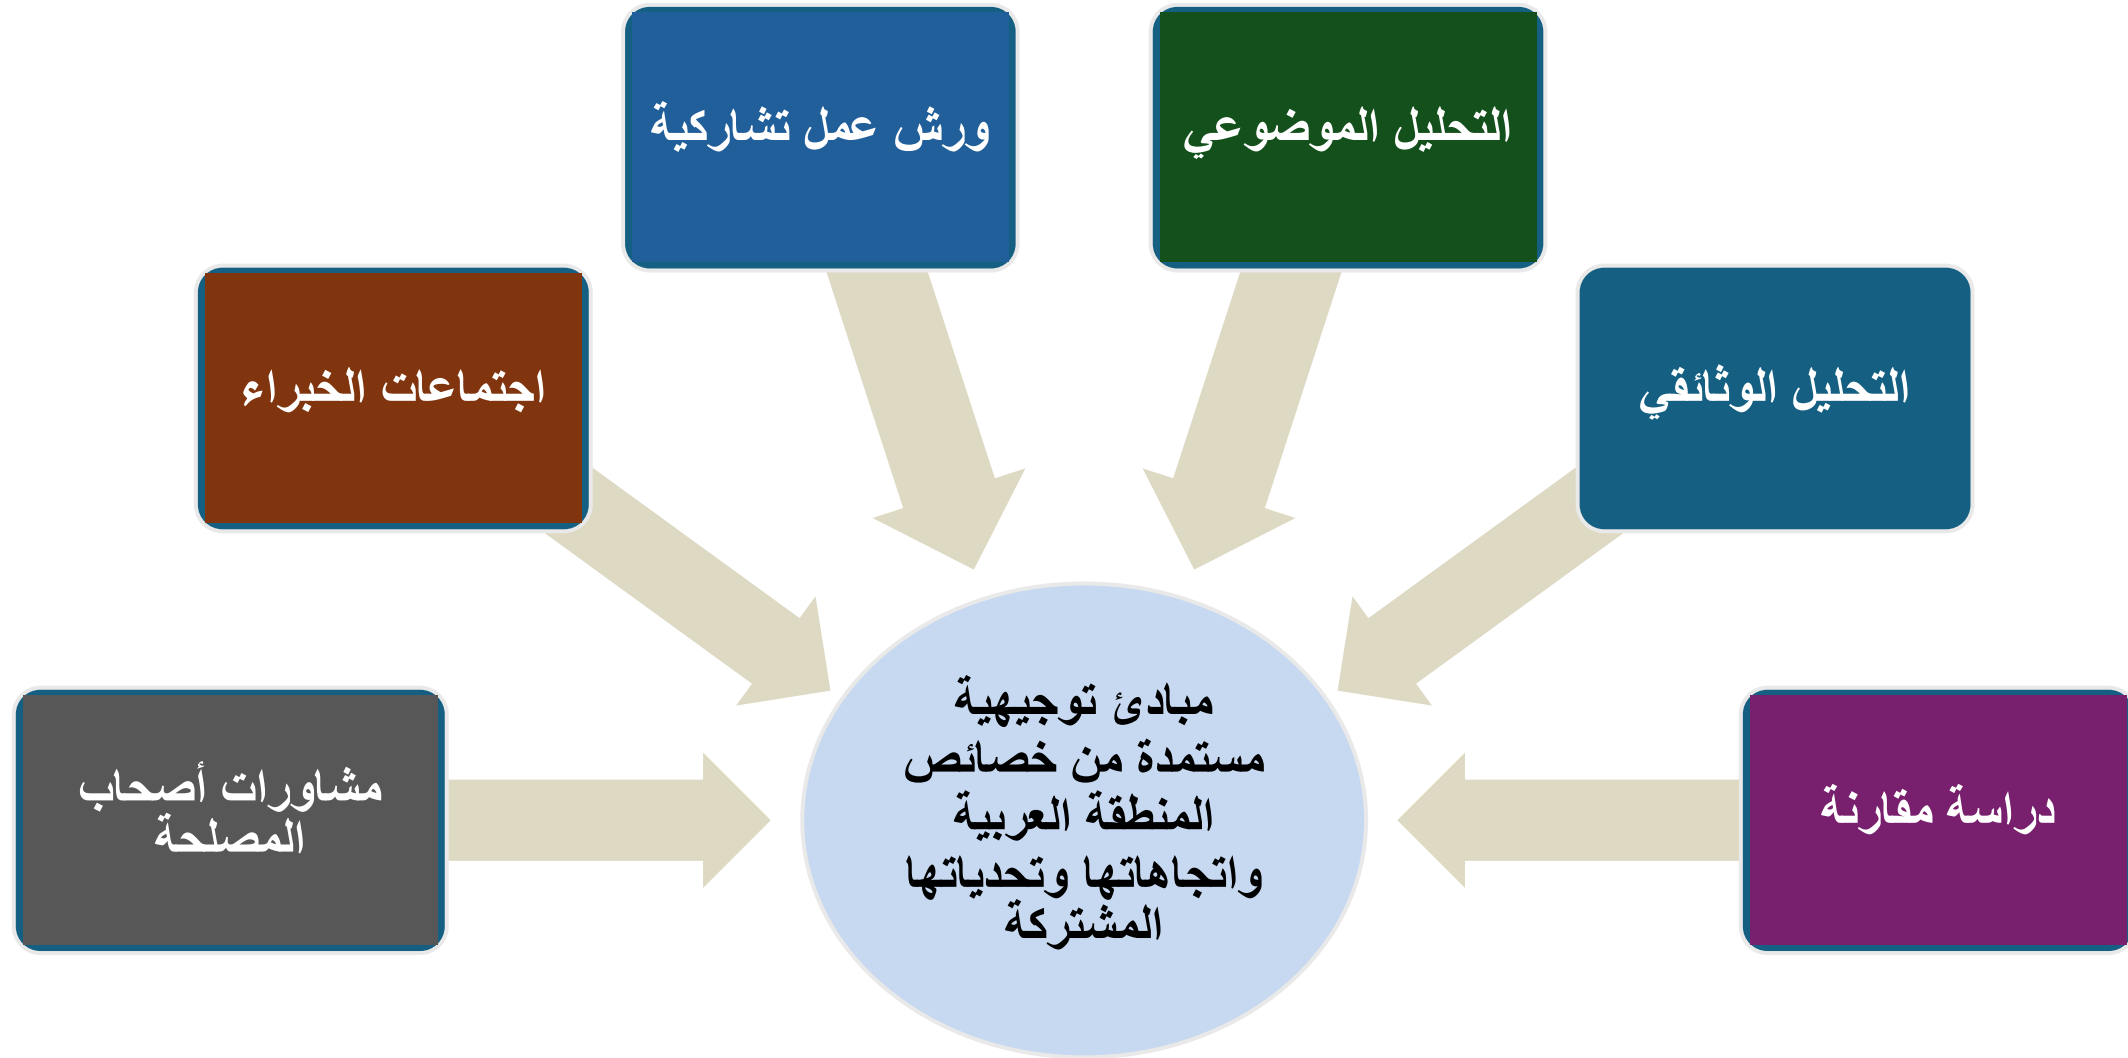 التحليل الموضوعي
ورش عمل تشاركية
التحليل الوثائقي
اجتماعات الخبراء
دراسة مقارنة
مشاورات أصحاب
المصلحة
مبادئ توجيهية
مستمدة من خصائص
المنطقة العربية
واتجاهاتها وتحدياتها
المشتركة